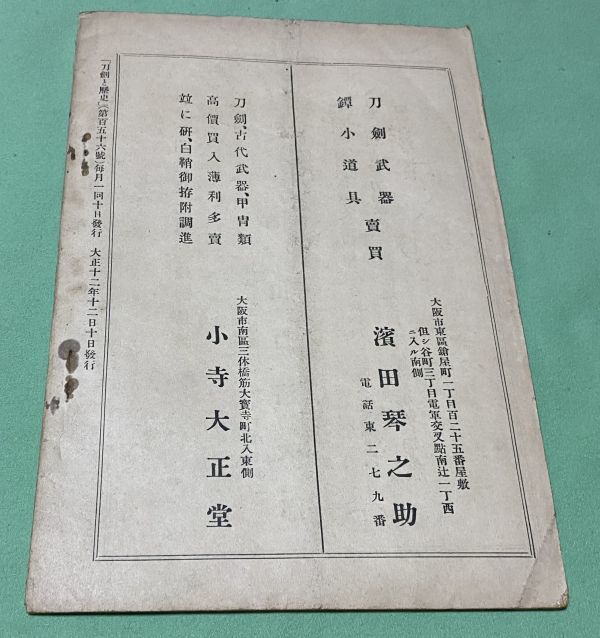 刀劍武器賣買
鐔小道具
大阪市東區鎗屋町一丁目百二十五番屋敷
但シ谷町三丁目電車交叉點南辻一丁西
ニ入ル南側
濱田琴之助
電話東二七九番
刀劍、古代武器、甲冑類
高價買入薄利多賣
竝に研、白鞘御拵附調進
大阪市南區三休橋筋大寶寺町北入東側
小寺大正堂
「刀劍と歷史」（第百五十六號）每月一回十日發行 大正十二年十二日十日發行